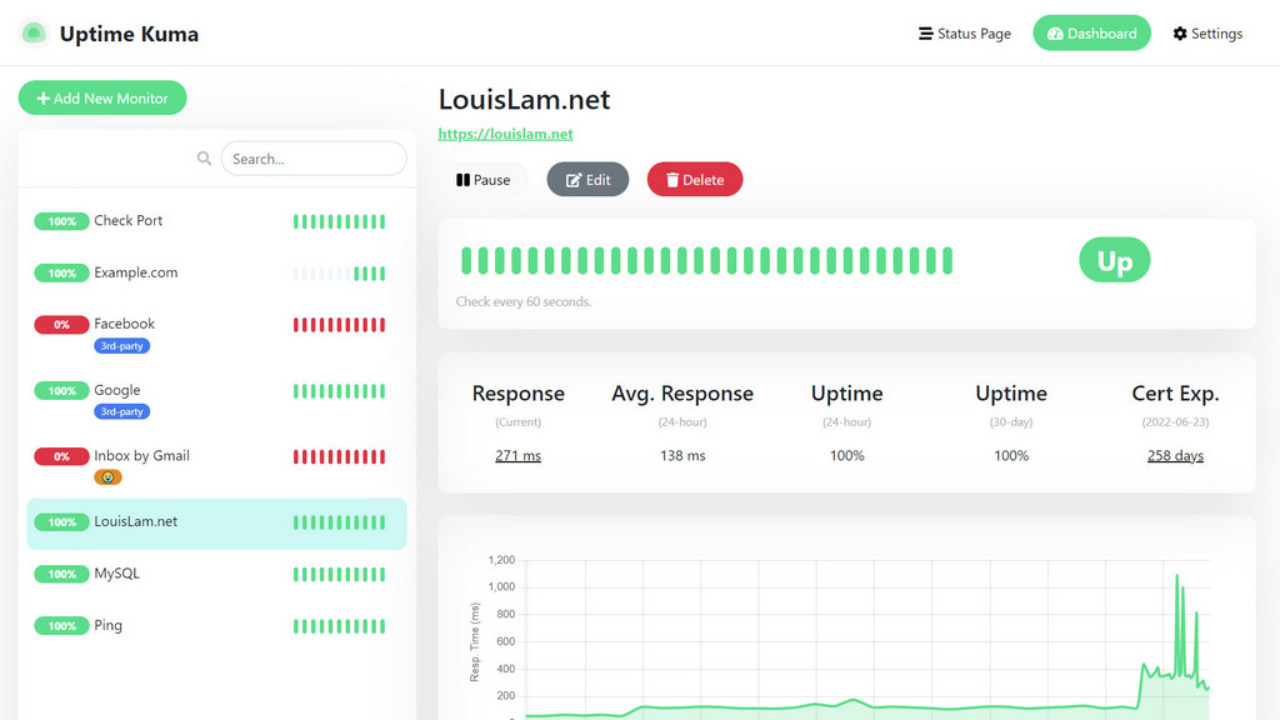 Uptime Kuma
Status Page
Dashboard
Settings
Add New Monitor
Search...
100% Check Port
100% Example.com
0% Facebook
3rd-party
100% Google
3rd-party
0% Inbox by Gmail
100% LouisLam.net
100% MySQL
100% Ping
LouisLam.net
https://louislam.net
Pause
Edit
Delete
Up
Check every 60 seconds.
Response
(Current)
271 ms
Avg. Response
(24-hour)
138 ms
Uptime
(24-hour)
100%
Uptime
(30-day)
100%
Cert Exp.
(2022-06-23)
258 days
Resp. Time (ms)
1,200
1,000
800
600
400
200